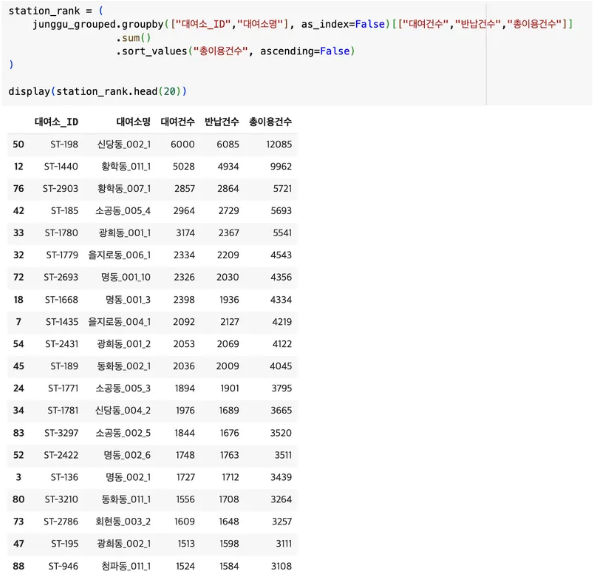 station_rank = (
    junggu_grouped.groupby(["대여소_ID","대여소명"], as_index=False)[["대여건수","반납건수","총이용건수"]]
                  .sum()
                  .sort_values("총이용건수", ascending=False)
)
display(station_rank.head(20))
대여소_ID 대여소명 대여건수 반납건수 총이용건수
50 ST-198 신당동_002_1 6000 6085 12085
12 ST-1440 황학동_011_1 5028 4934 9962
76 ST-2903 황학동_007_1 2857 2864 5721
42 ST-185 소공동_005_4 2964 2729 5693
33 ST-1780 광희동_001_1 3174 2367 5541
32 ST-1779 을지로동_006_1 2334 2209 4543
72 ST-2693 명동_001_10 2326 2030 4356
18 ST-1668 명동_001_3 2398 1936 4334
7 ST-1435 을지로동_004_1 2092 2127 4219
54 ST-2431 광희동_001_2 2053 2069 4122
45 ST-189 동화동_002_1 2036 2009 4045
24 ST-1771 소공동_005_3 1894 1901 3795
34 ST-1781 신당동_004_2 1976 1689 3665
83 ST-3297 소공동_002_5 1844 1676 3520
52 ST-2422 명동_002_6 1748 1763 3511
3 ST-136 명동_002_1 1727 1712 3439
80 ST-3210 동화동_011_1 1556 1708 3264
73 ST-2786 회현동_003_2 1609 1648 3257
47 ST-195 광희동_002_1 1513 1598 3111
88 ST-946 청파동_011_1 1524 1584 3108